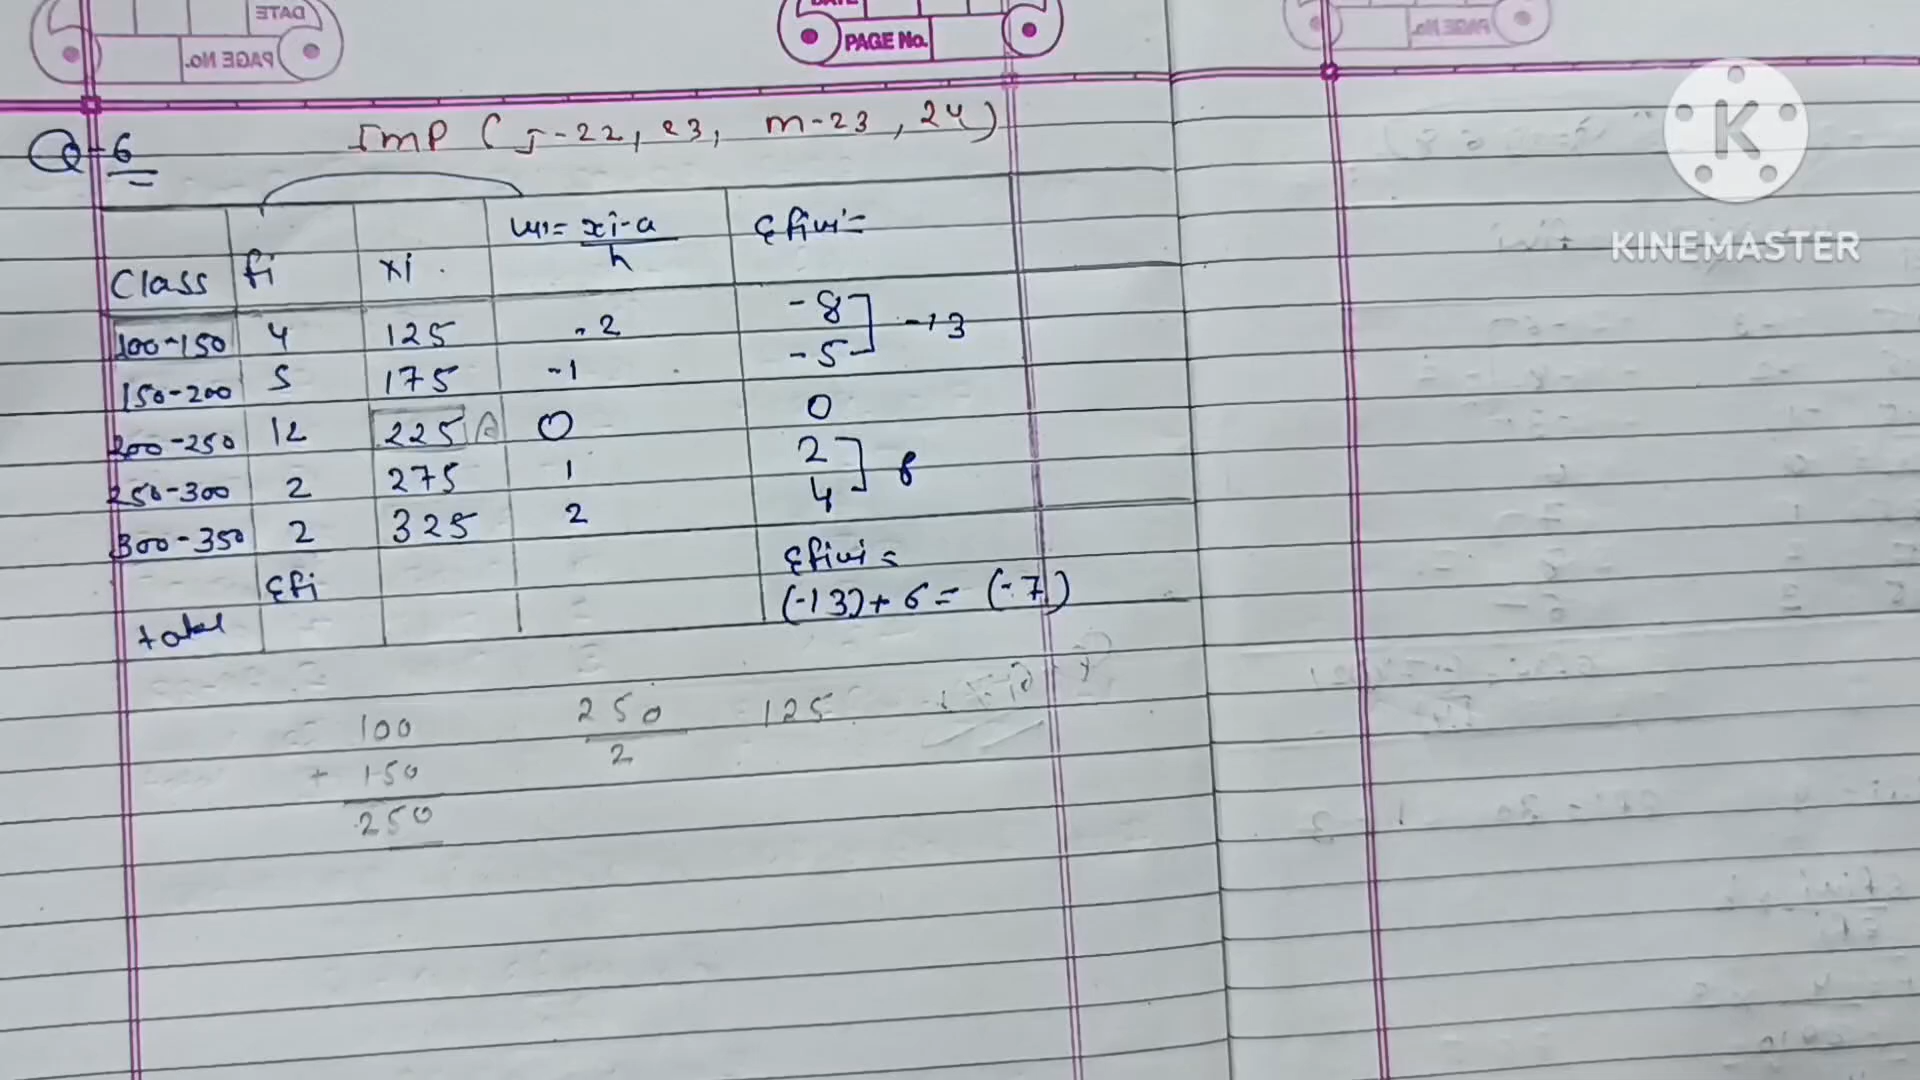 DATE
PAGE No.
DATE
PAGE No.
PAGE No.
KINEMASTER
Q-6 Imp (J-22, 23, m-23, 24)
Class fi xi ui = xi-a / h Σfiui=
100-150 4 125 -2 -8 -13
150-200 5 175 -1 -5
200-250 12 225 A 0 0
250-300 2 275 1 2 6
300-350 2 325 2 4
total Σfi Σfiui = (-13)+6= (-7)
100 250 125
+ 150 2
250